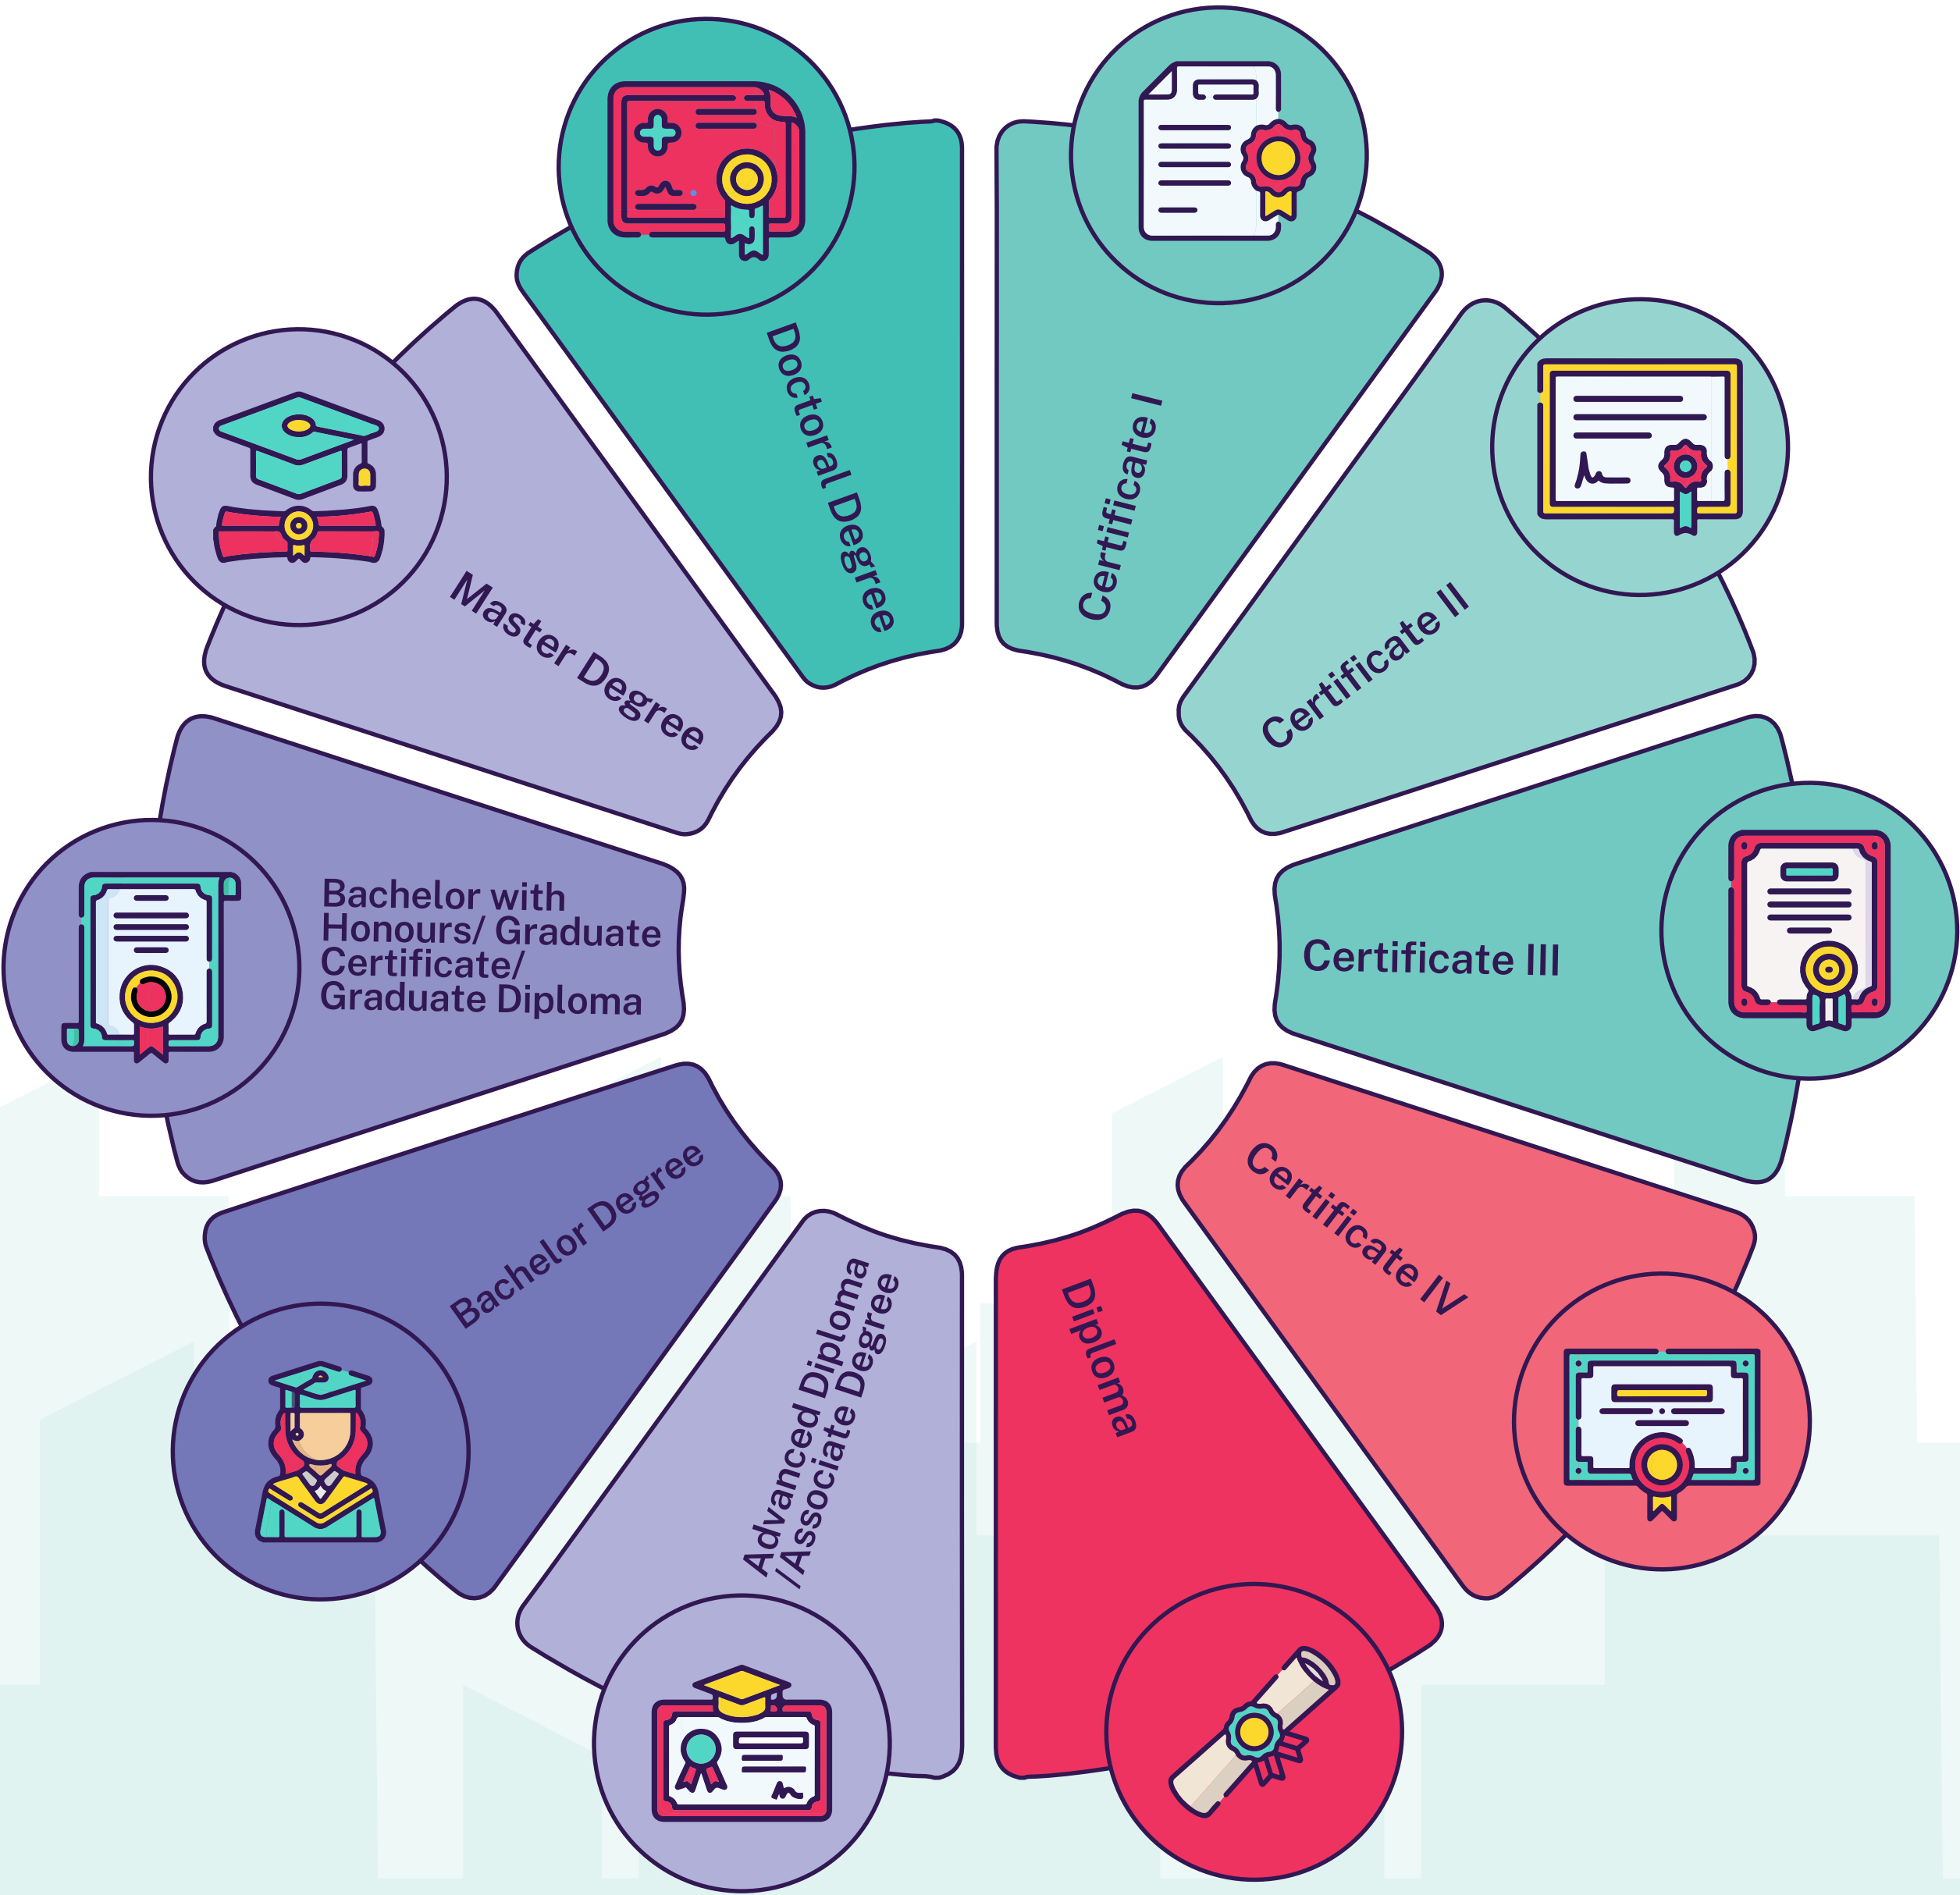 Certificate I
Certificate II
Certificate III
Certificate IV
Diploma
Advanced Diploma
/Associate Degree
Bachelor Degree
Bachelor with
Honours/ Graduate
Certificate/
Graduate Diploma
Master Degree
Doctoral Degree